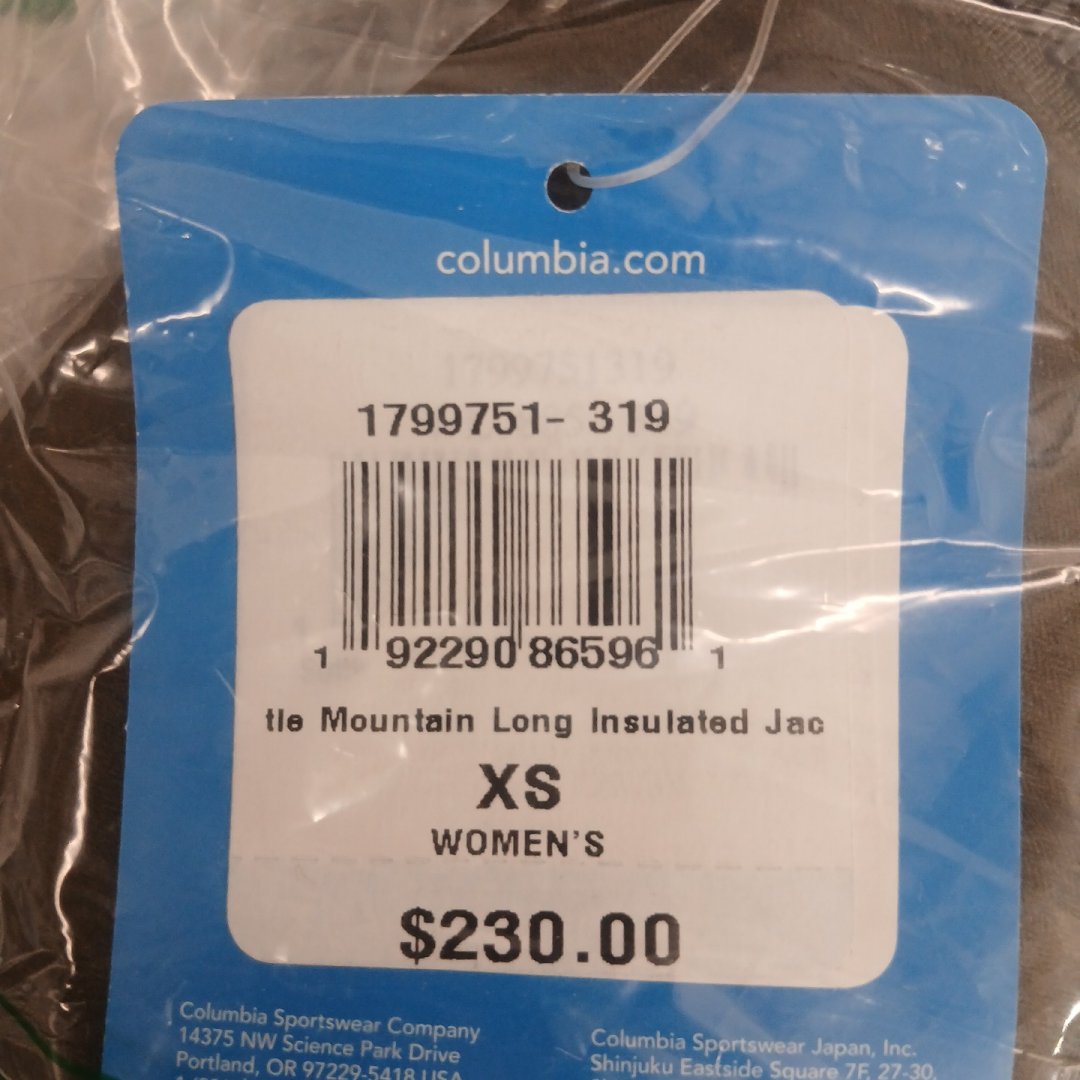 columbia.com
1799751319
1799751- 319
1 92290 86596 1
tle Mountain Long Insulated Jac
XS
WOMEN'S
$230.00
Columbia Sportswear Company
14375 NW Science Park Drive
Portland, OR 97229-5418 USA
Columbia Sportswear Japan, Inc.
Shinjuku Eastside Square 7F, 27-30,